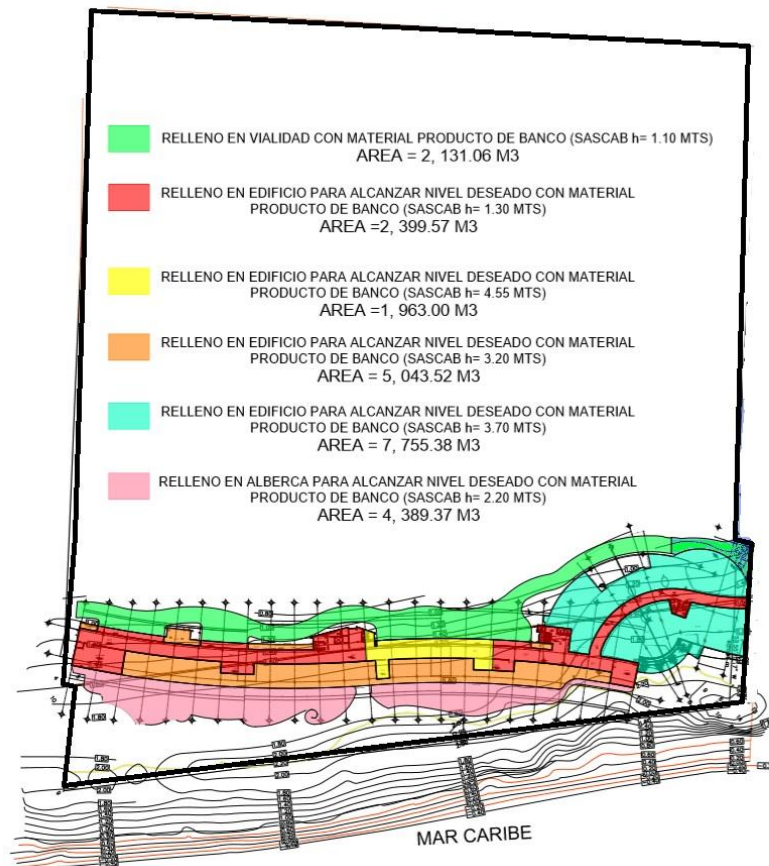 RELLENO EN VIALIDAD CON MATERIAL PRODUCTO DE BANCO (SASCAB h= 1.10 MTS)
AREA = 2, 131.06 M3
RELLENO EN EDIFICIO PARA ALCANZAR NIVEL DESEADO CON MATERIAL
PRODUCTO DE BANCO (SASCAB h= 1.30 MTS)
AREA =2, 399.57 M3
RELLENO EN EDIFICIO PARA ALCANZAR NIVEL DESEADO CON MATERIAL
PRODUCTO DE BANCO (SASCAB h= 4.55 MTS)
AREA =1, 963.00 M3
RELLENO EN EDIFICIO PARA ALCANZAR NIVEL DESEADO CON MATERIAL
PRODUCTO DE BANCO (SASCAB h= 3.20 MTS)
AREA = 5, 043.52 M3
RELLENO EN EDIFICIO PARA ALCANZAR NIVEL DESEADO CON MATERIAL
PRODUCTO DE BANCO (SASCAB h= 3.70 MTS)
AREA = 7, 755.38 M3
RELLENO EN ALBERCA PARA ALCANZAR NIVEL DESEADO CON MATERIAL
PRODUCTO DE BANCO (SASCAB h= 2.20 MTS)
AREA = 4, 389.37 M3
MAR CARIBE